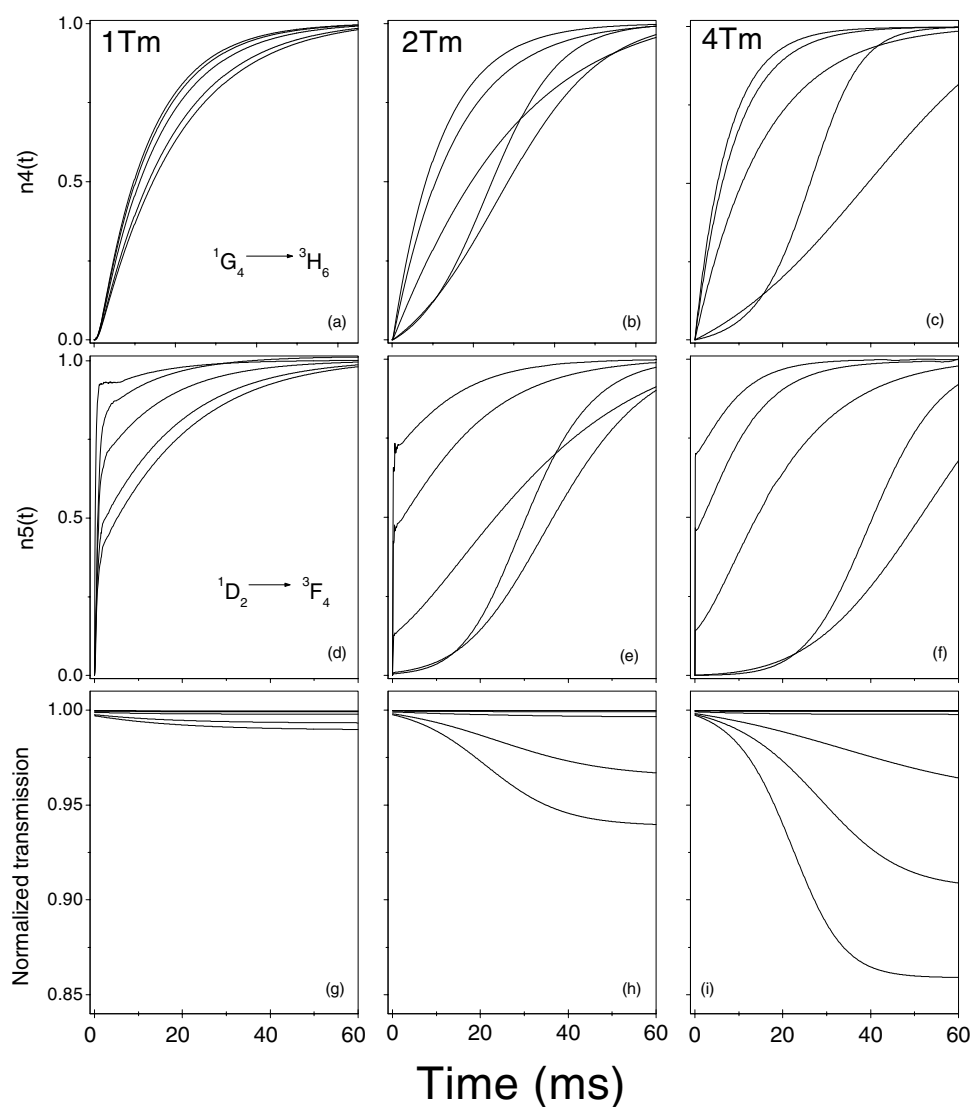 1Tm
2Tm
4Tm
n4(t)
1.0
0.5
0.0
¹G₄ → ³H₆
(a)
(b)
(c)
n5(t)
1.0
0.5
0.0
¹D₂ → ³F₄
(d)
(e)
(f)
Normalized transmission
1.00
0.95
0.90
0.85
(g)
(h)
(i)
0 20 40 60
0 20 40 60
0 20 40 60
Time (ms)